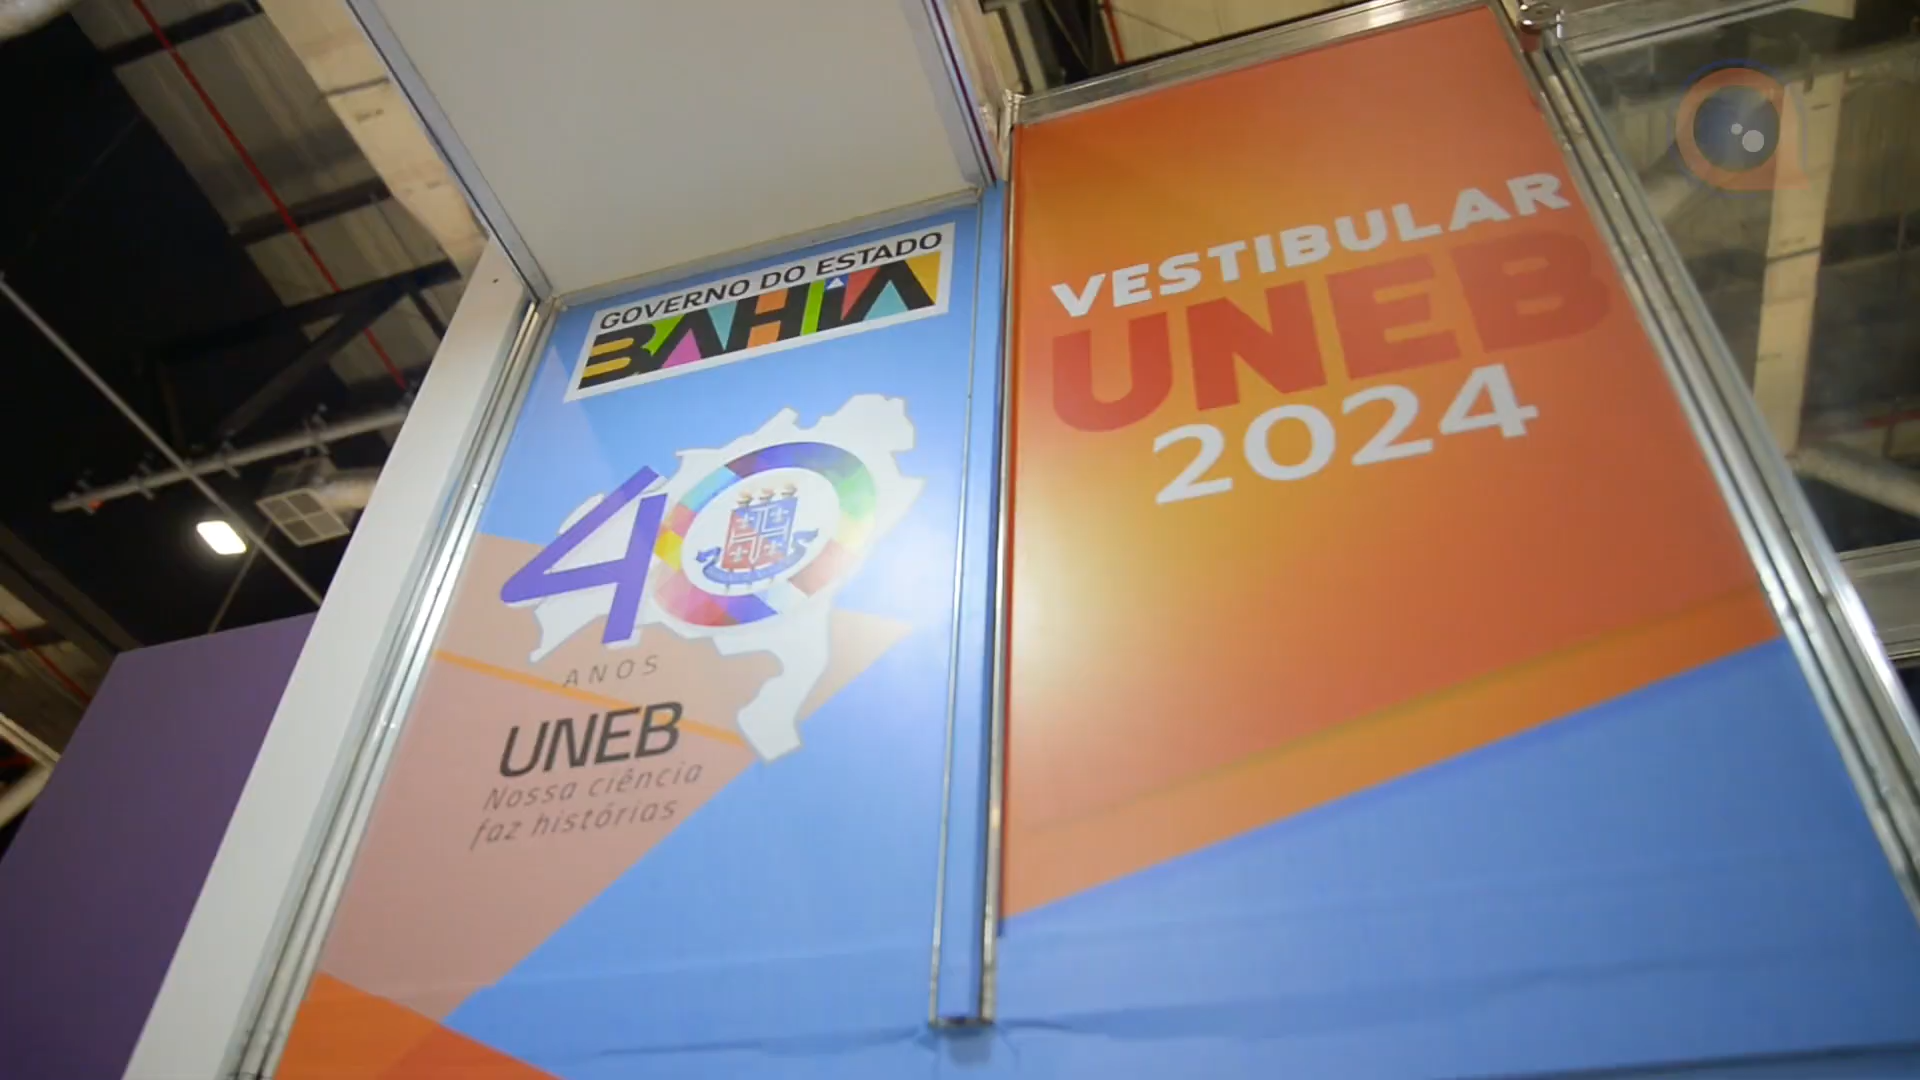 GOVERNO DO ESTADO
BAHIA
40
ANOS
UNEB
Nossa ciência
faz histórias
VESTIBULAR
UNEB
2024